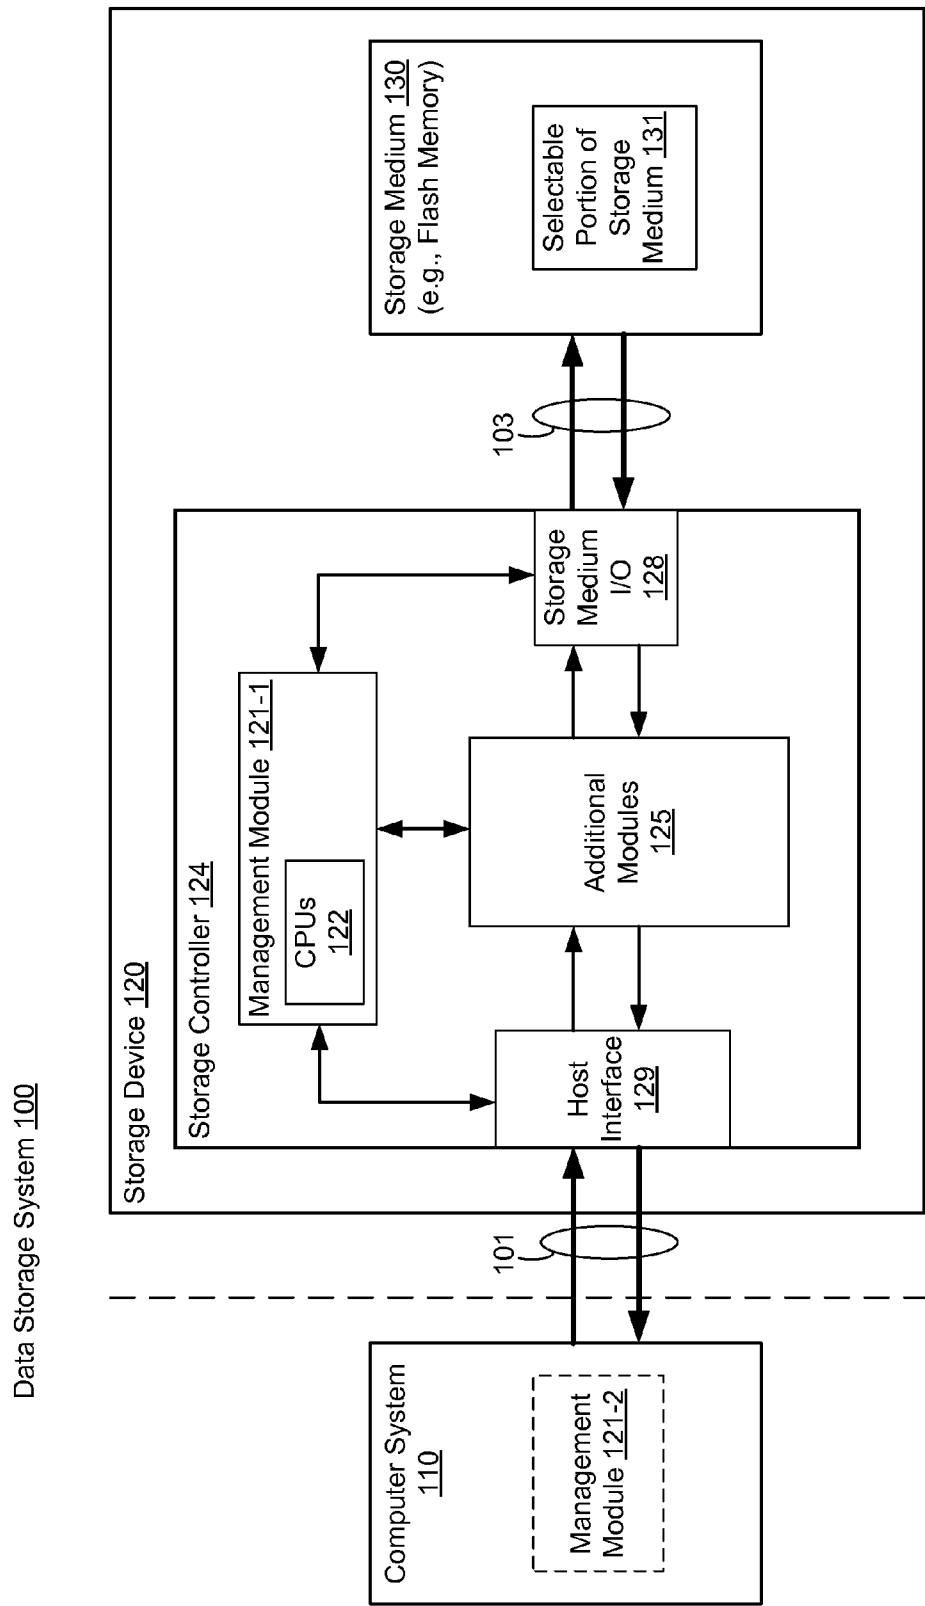 Data Storage System 100
Computer System
110
Management
Module 121-2
101
Storage Device 120
Storage Controller 124
Management Module 121-1
CPUs
122
Host
Interface
129
Additional
Modules
125
Storage
Medium
I/O
128
103
Storage Medium 130
(e.g., Flash Memory)
Selectable
Portion of
Storage
Medium 131